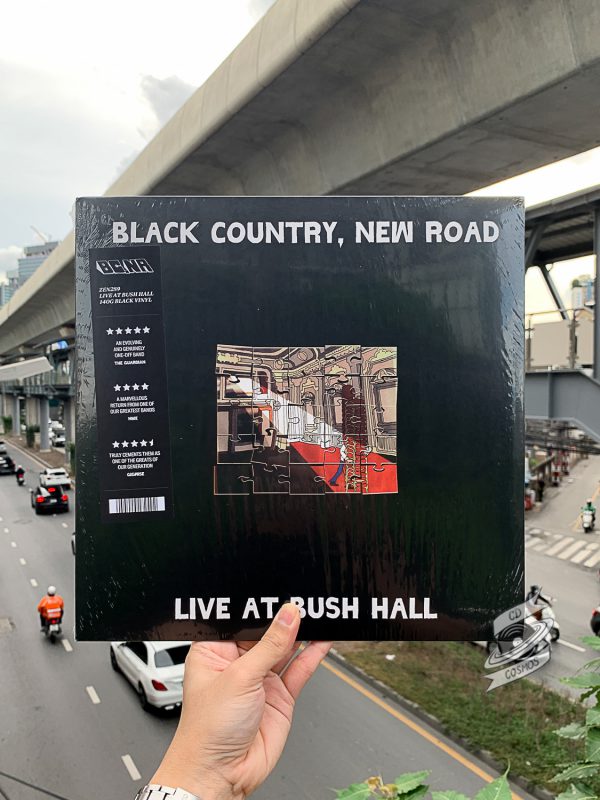 BLACK COUNTRY, NEW ROAD
BC,NR
ZEN299
LIVE AT BUSH HALL
140G BLACK VINYL
AN EVOLVING
AND GENUINELY
ONE-OFF BAND
THE GUARDIAN
A MARVELLOUS
RETURN FROM ONE OF
OUR GREATEST BANDS
NME
TRULY CEMENTS THEM AS
ONE OF THE GREATS OF
OUR GENERATION
GIGWISE
LIVE AT BUSH HALL
CD
COSMOS